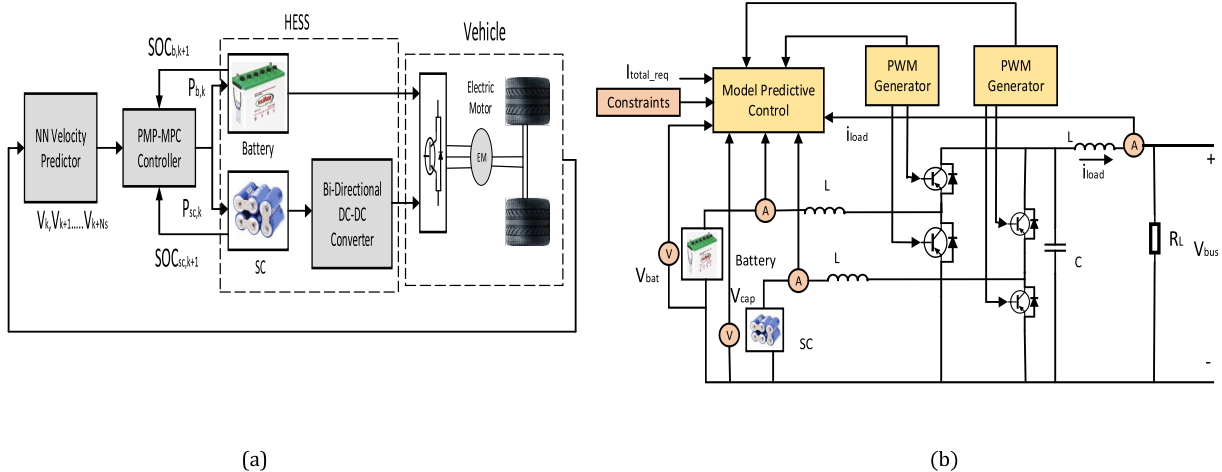 HESS
Vehicle
SOCb,k+1
Pb,k
NN Velocity
Predictor
PMP-MPC
Controller
Battery
Electric
Motor
EM
Bi-Directional
DC-DC
Converter
Psc,k
Vk,Vk+1.....Vk+Ns
SOCsc,k+1
SC
(a)
Itotal_req
Constraints
Model Predictive
Control
PWM
Generator
PWM
Generator
iload
L
A
iload
+
L
A
V
Vbat
Battery
L
A
Vcap
V
SC
C
RL
Vbus
-
(b)